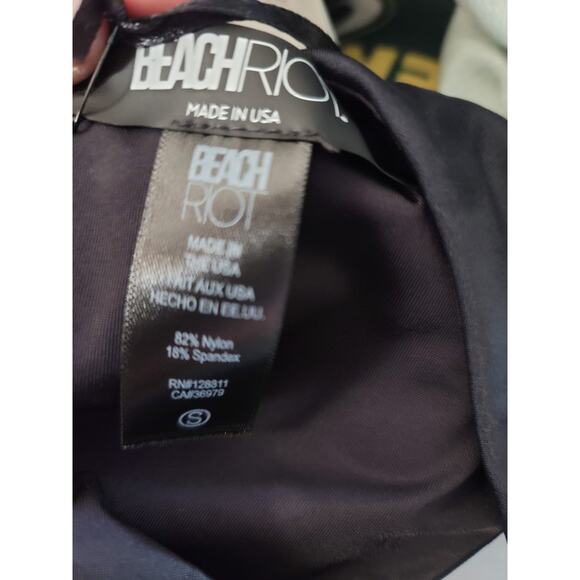 BEACHRIOT.
MADE IN USA
BEACH
RIOT
MADE IN
THE USA
FAIT AUX USA
HECHO EN EE.UU.
82% Nylon
18% Spandex
RN#128811
CA#36979
S